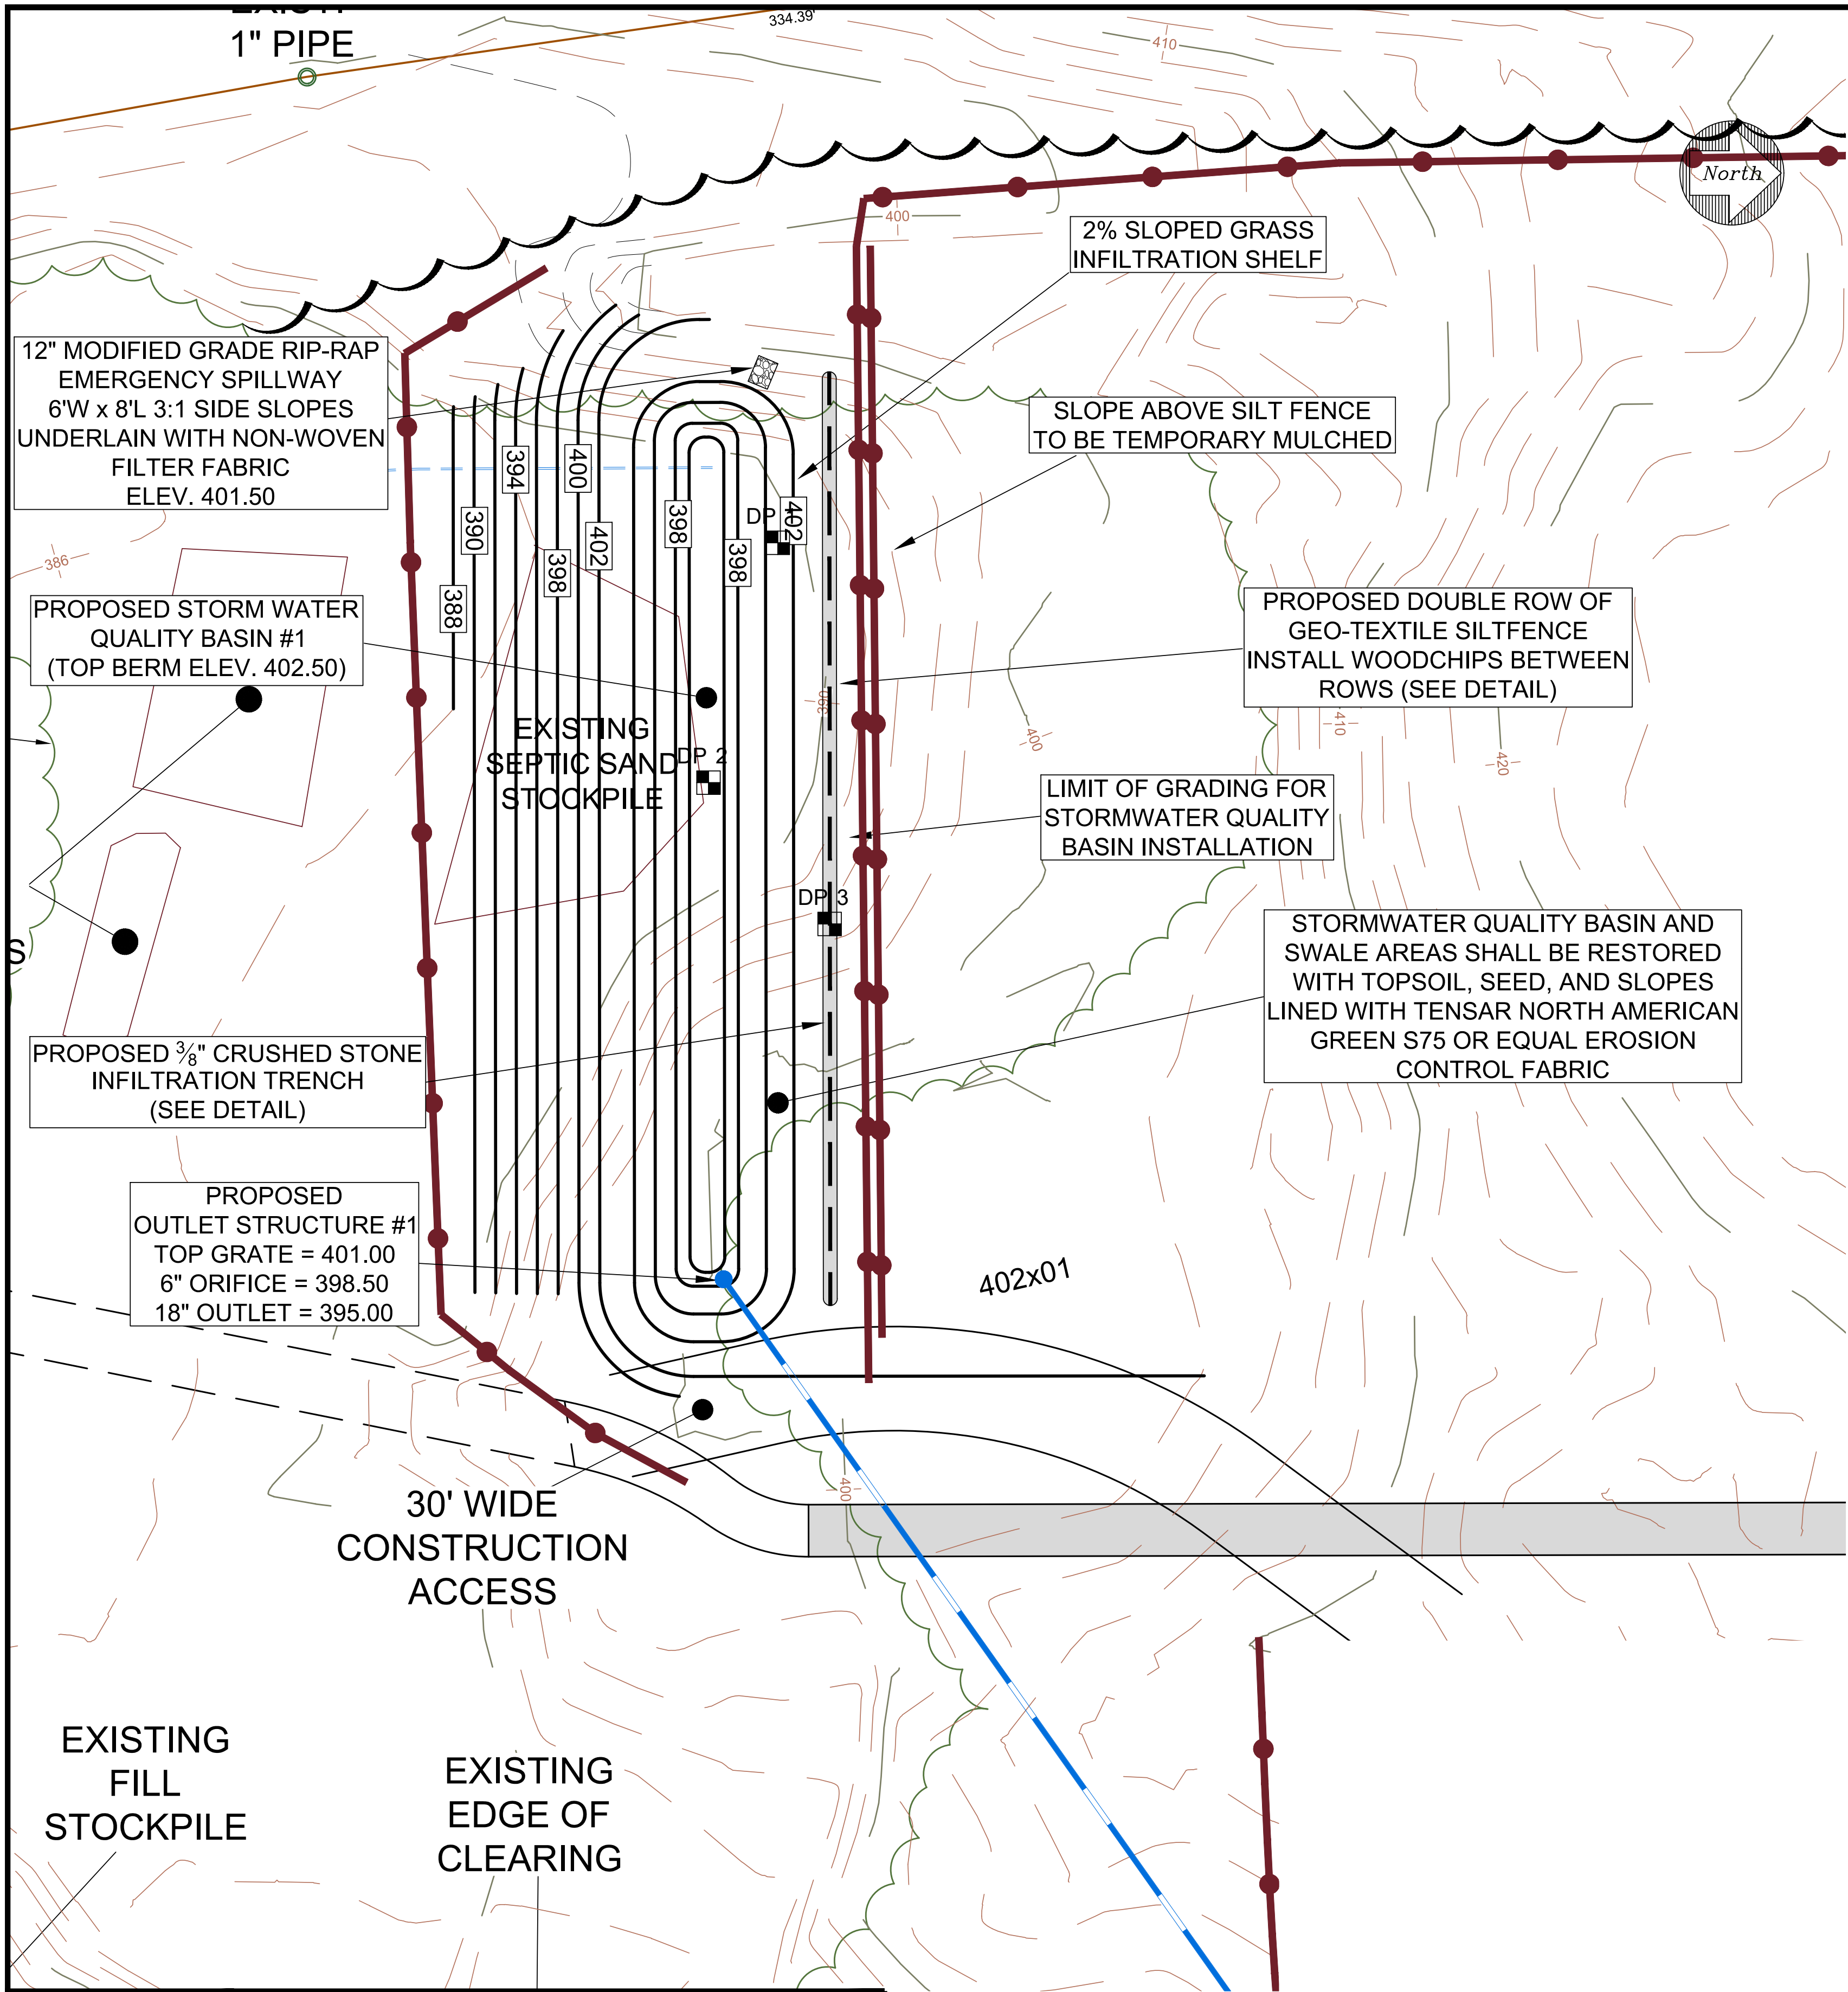 1" PIPE
334.39'
410
North
400
2% SLOPED GRASS
INFILTRATION SHELF
12" MODIFIED GRADE RIP-RAP
EMERGENCY SPILLWAY
6'W x 8'L 3:1 SIDE SLOPES
UNDERLAIN WITH NON-WOVEN
FILTER FABRIC
ELEV. 401.50
SLOPE ABOVE SILT FENCE
TO BE TEMPORARY MULCHED
394
400
390
402
398
398
398
402
388
DP
386
PROPOSED STORM WATER
QUALITY BASIN #1
(TOP BERM ELEV. 402.50)
PROPOSED DOUBLE ROW OF
GEO-TEXTILE SILTFENCE
INSTALL WOODCHIPS BETWEEN
ROWS (SEE DETAIL)
390
400
410
420
EXISTING
SEPTIC SAND
STOCKPILE
DP 2
LIMIT OF GRADING FOR
STORMWATER QUALITY
BASIN INSTALLATION
DP 3
S
STORMWATER QUALITY BASIN AND
SWALE AREAS SHALL BE RESTORED
WITH TOPSOIL, SEED, AND SLOPES
LINED WITH TENSAR NORTH AMERICAN
GREEN S75 OR EQUAL EROSION
CONTROL FABRIC
PROPOSED ⅜" CRUSHED STONE
INFILTRATION TRENCH
(SEE DETAIL)
PROPOSED
OUTLET STRUCTURE #1
TOP GRATE = 401.00
6" ORIFICE = 398.50
18" OUTLET = 395.00
402x01
400
30' WIDE
CONSTRUCTION
ACCESS
EXISTING
FILL
STOCKPILE
EXISTING
EDGE OF
CLEARING